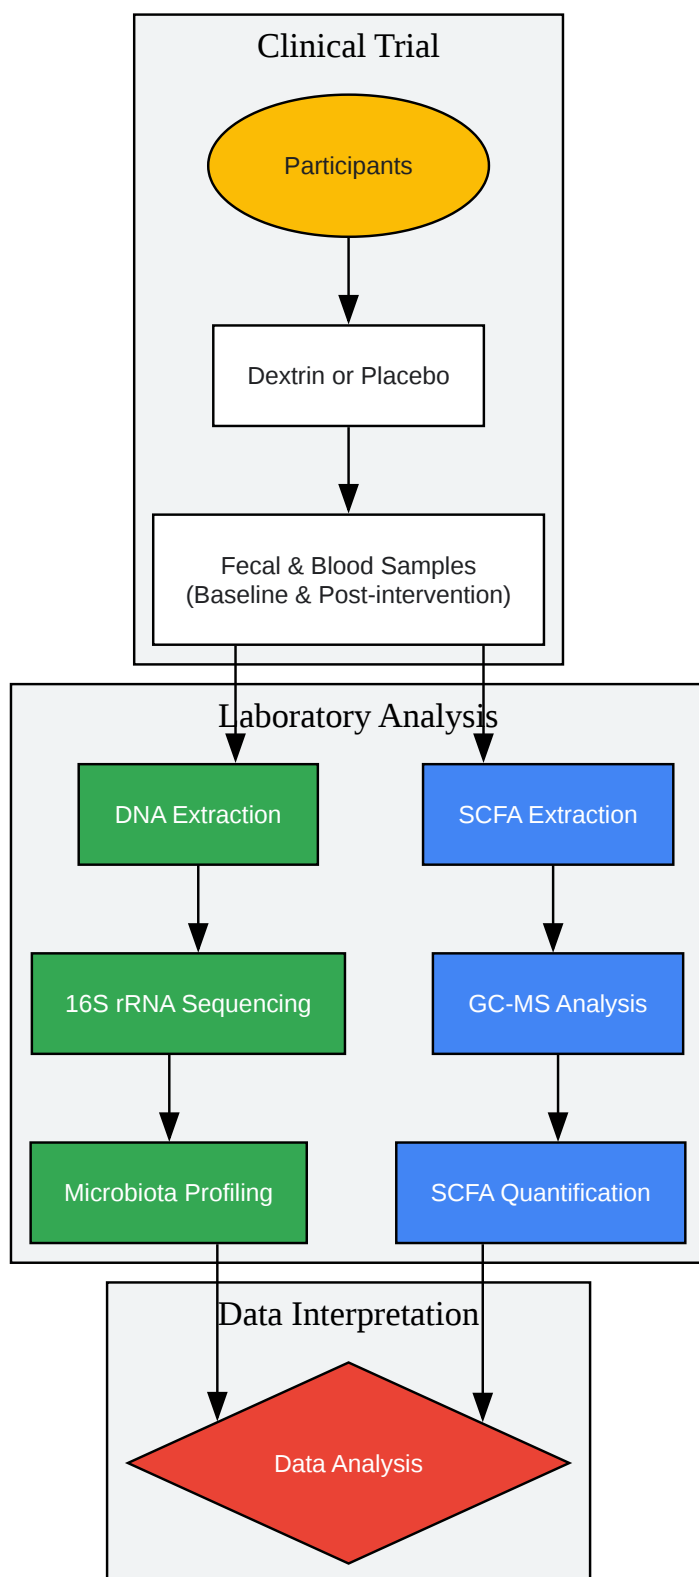 Clinical Trial
Participants
Dextrin or Placebo
Fecal & Blood Samples
(Baseline & Post-intervention)
Laboratory Analysis
DNA Extraction
SCFA Extraction
16S rRNA Sequencing
GC-MS Analysis
Microbiota Profiling
SCFA Quantification
Data Interpretation
Data Analysis